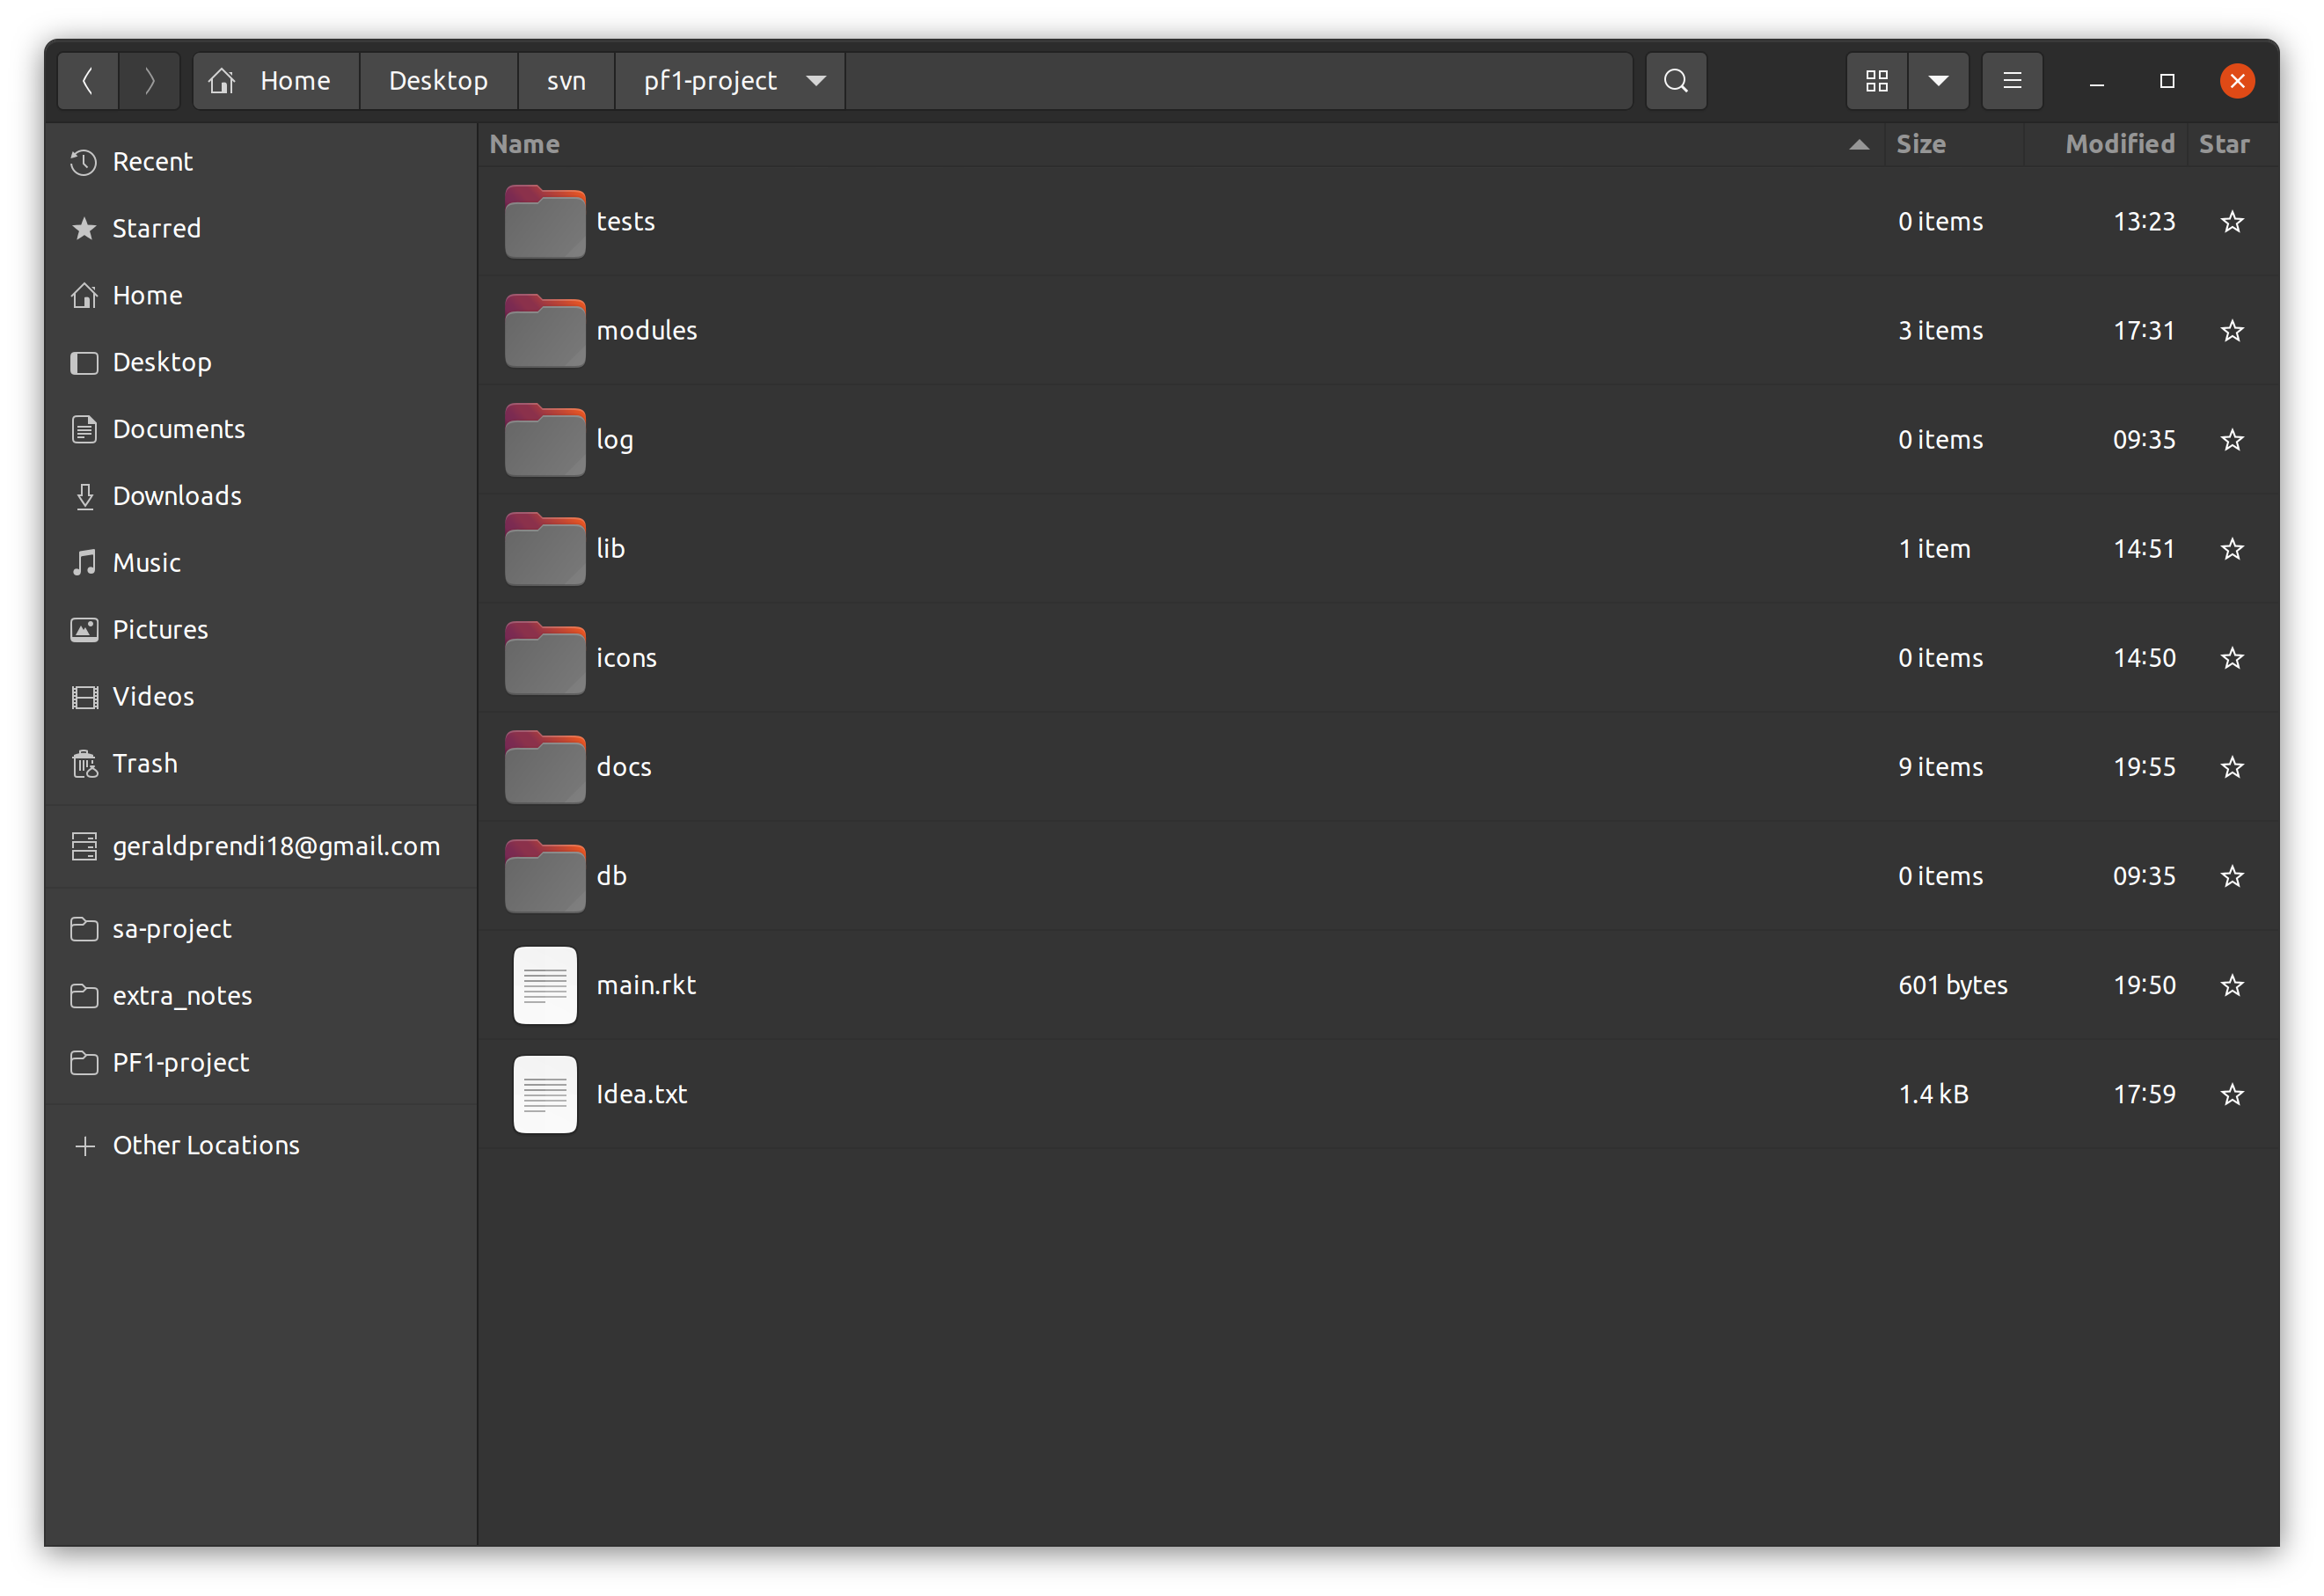 Home Desktop svn pf1-project
Name Size Modified Star
Recent
Starred
Home
Desktop
Documents
Downloads
Music
Pictures
Videos
Trash
geraldprendi18@gmail.com
sa-project
extra_notes
PF1-project
Other Locations
tests 0 items 13:23
modules 3 items 17:31
log 0 items 09:35
lib 1 item 14:51
icons 0 items 14:50
docs 9 items 19:55
db 0 items 09:35
main.rkt 601 bytes 19:50
Idea.txt 1.4 kB 17:59